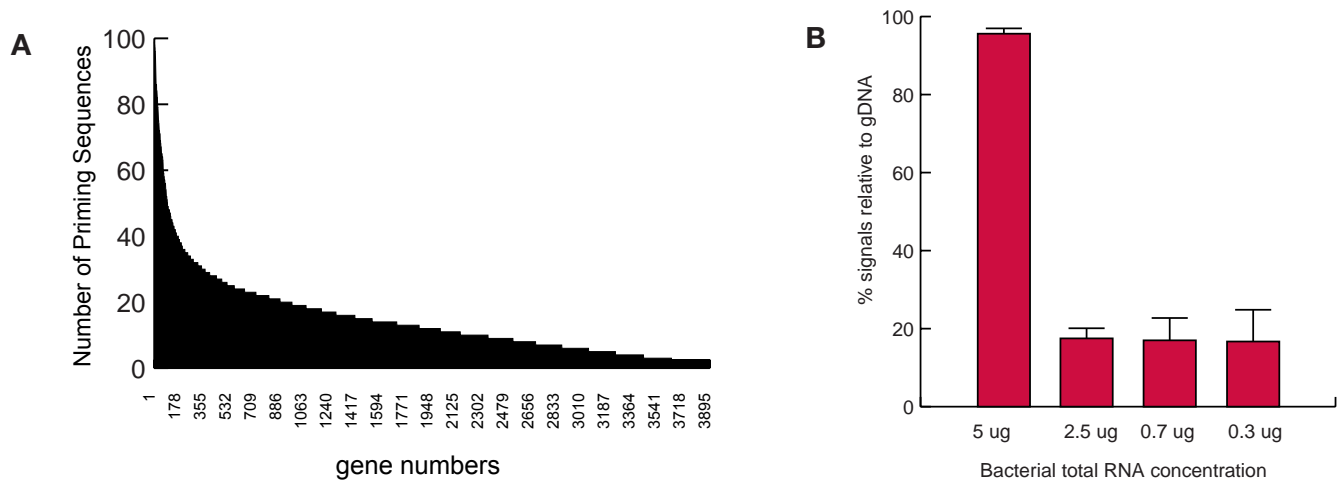 A
Number of Priming Sequences
100
80
60
40
20
0
1 178 355 532 709 886 1063 1240 1417 1594 1771 1948 2125 2302 2479 2656 2833 3010 3187 3364 3541 3718 3895
gene numbers
B
% signals relative to gDNA
100
80
60
40
20
0
5 ug 2.5 ug 0.7 ug 0.3 ug
Bacterial total RNA concentration